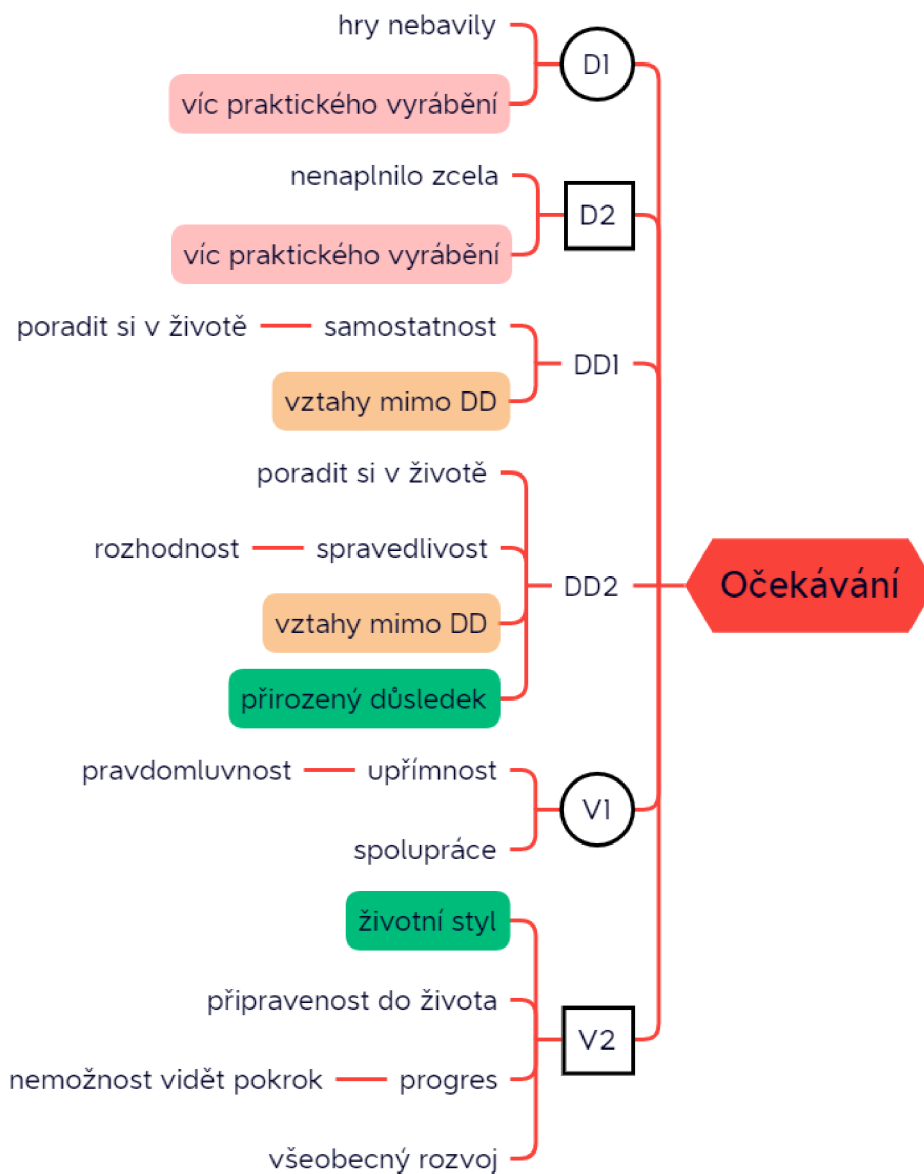 hry nebavily
D1
víc praktického vyrábění
nenaplnilo zcela
D2
víc praktického vyrábění
poradit si v životě
samostatnost
DD1
vztahy mimo DD
poradit si v životě
rozhodnost
spravedlivost
DD2
Očekávání
vztahy mimo DD
přirozený důsledek
pravdomluvnost
upřímnost
V1
spolupráce
životní styl
připravenost do života
V2
nemožnost vidět pokrok
progres
všeobecný rozvoj